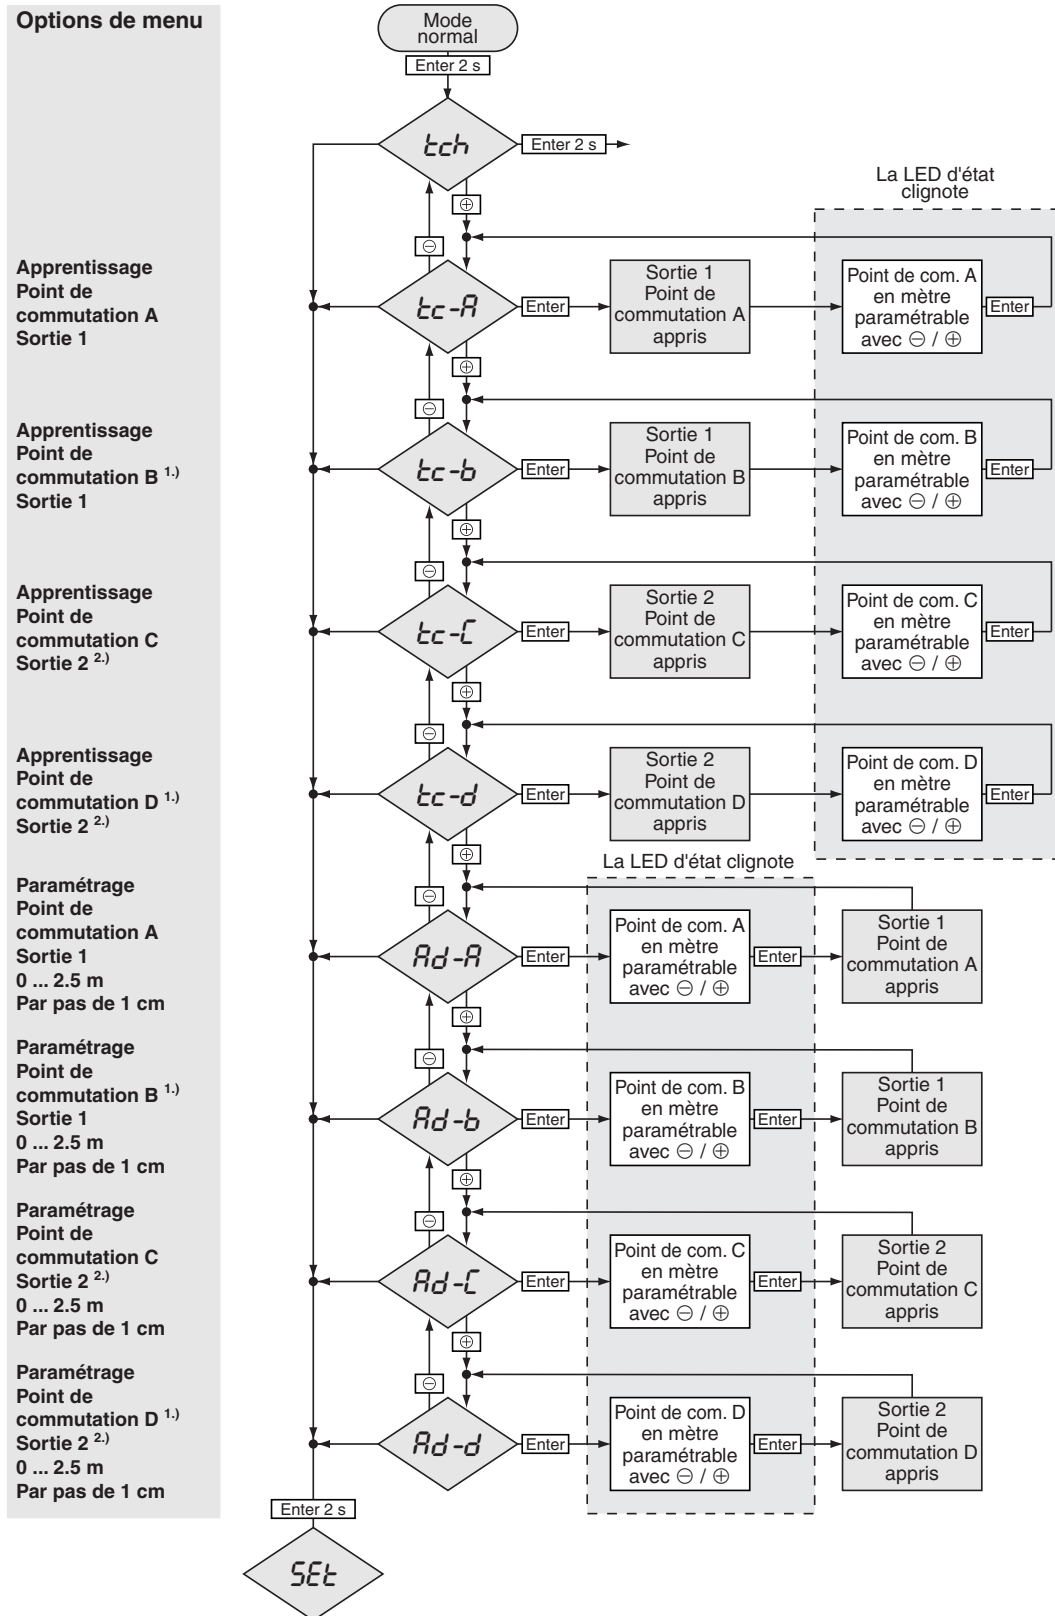 Options de menu
Mode
normal
Enter 2 s
tch
Enter 2 s
La LED d'état
clignote
⊕
⊖
Apprentissage
Point de
commutation A
Sortie 1
tc-A
Enter
Sortie 1
Point de
commutation A
appris
Point de com. A
en mètre
paramétrable
avec ⊖ / ⊕
Enter
⊕
⊖
Apprentissage
Point de
commutation B 1.)
Sortie 1
tc-b
Enter
Sortie 1
Point de
commutation B
appris
Point de com. B
en mètre
paramétrable
avec ⊖ / ⊕
Enter
⊕
⊖
Apprentissage
Point de
commutation C
Sortie 2 2.)
tc-C
Enter
Sortie 2
Point de
commutation C
appris
Point de com. C
en mètre
paramétrable
avec ⊖ / ⊕
Enter
⊕
⊖
Apprentissage
Point de
commutation D 1.)
Sortie 2 2.)
tc-d
Enter
Sortie 2
Point de
commutation D
appris
Point de com. D
en mètre
paramétrable
avec ⊖ / ⊕
Enter
⊕
⊖
La LED d'état clignote
Paramétrage
Point de
commutation A
Sortie 1
0 ... 2.5 m
Par pas de 1 cm
Ad-A
Enter
Point de com. A
en mètre
paramétrable
avec ⊖ / ⊕
Enter
Sortie 1
Point de
commutation A
appris
⊕
⊖
Paramétrage
Point de
commutation B 1.)
Sortie 1
0 ... 2.5 m
Par pas de 1 cm
Ad-b
Enter
Point de com. B
en mètre
paramétrable
avec ⊖ / ⊕
Enter
Sortie 1
Point de
commutation B
appris
⊕
⊖
Paramétrage
Point de
commutation C
Sortie 2 2.)
0 ... 2.5 m
Par pas de 1 cm
Ad-C
Enter
Point de com. C
en mètre
paramétrable
avec ⊖ / ⊕
Enter
Sortie 2
Point de
commutation C
appris
⊕
⊖
Paramétrage
Point de
commutation D 1.)
Sortie 2 2.)
0 ... 2.5 m
Par pas de 1 cm
Ad-d
Enter
Point de com. D
en mètre
paramétrable
avec ⊖ / ⊕
Enter
Sortie 2
Point de
commutation D
appris
Enter 2 s
SEt